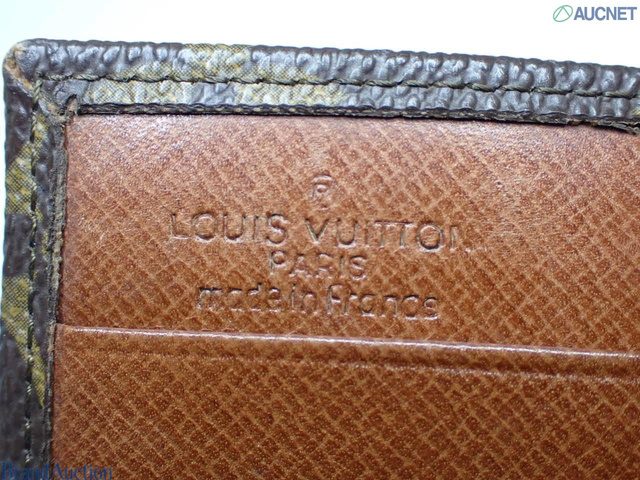 AUCNET
R
LOUIS VUITTON
PARIS
made in France
Brand Auction